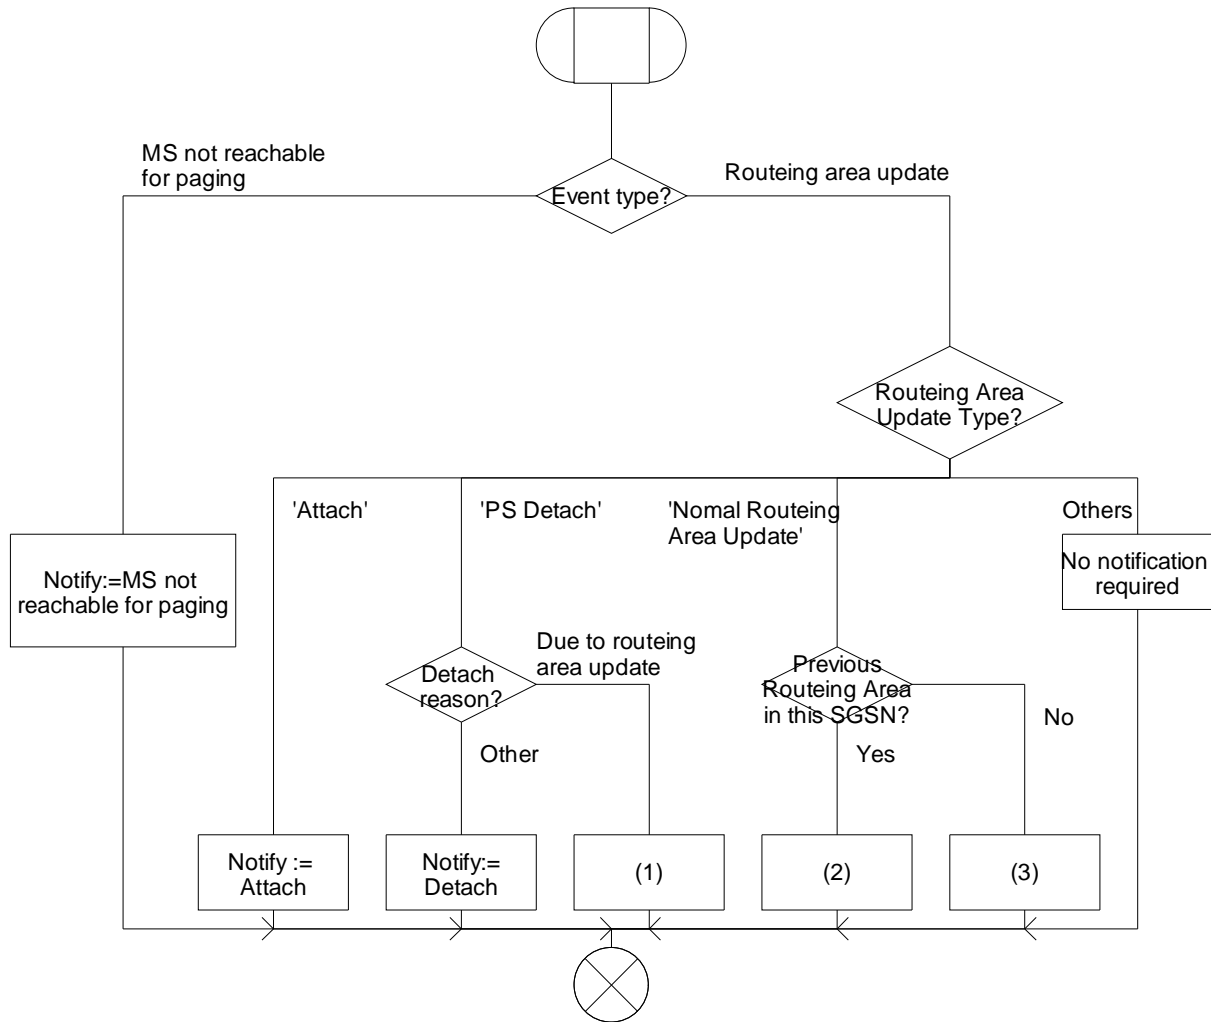 MS not reachable
for paging
Event type?
Routeing area update
Routeing Area
Update Type?
'Attach'
'PS Detach'
'Nomal Routeing
Area Update'
Others
Notify:=MS not
reachable for paging
No notification
required
Due to routeing
area update
Detach
reason?
Previous
Routeing Area
in this SGSN?
No
Other
Yes
Notify :=
Attach
Notify:=
Detach
(1)
(2)
(3)